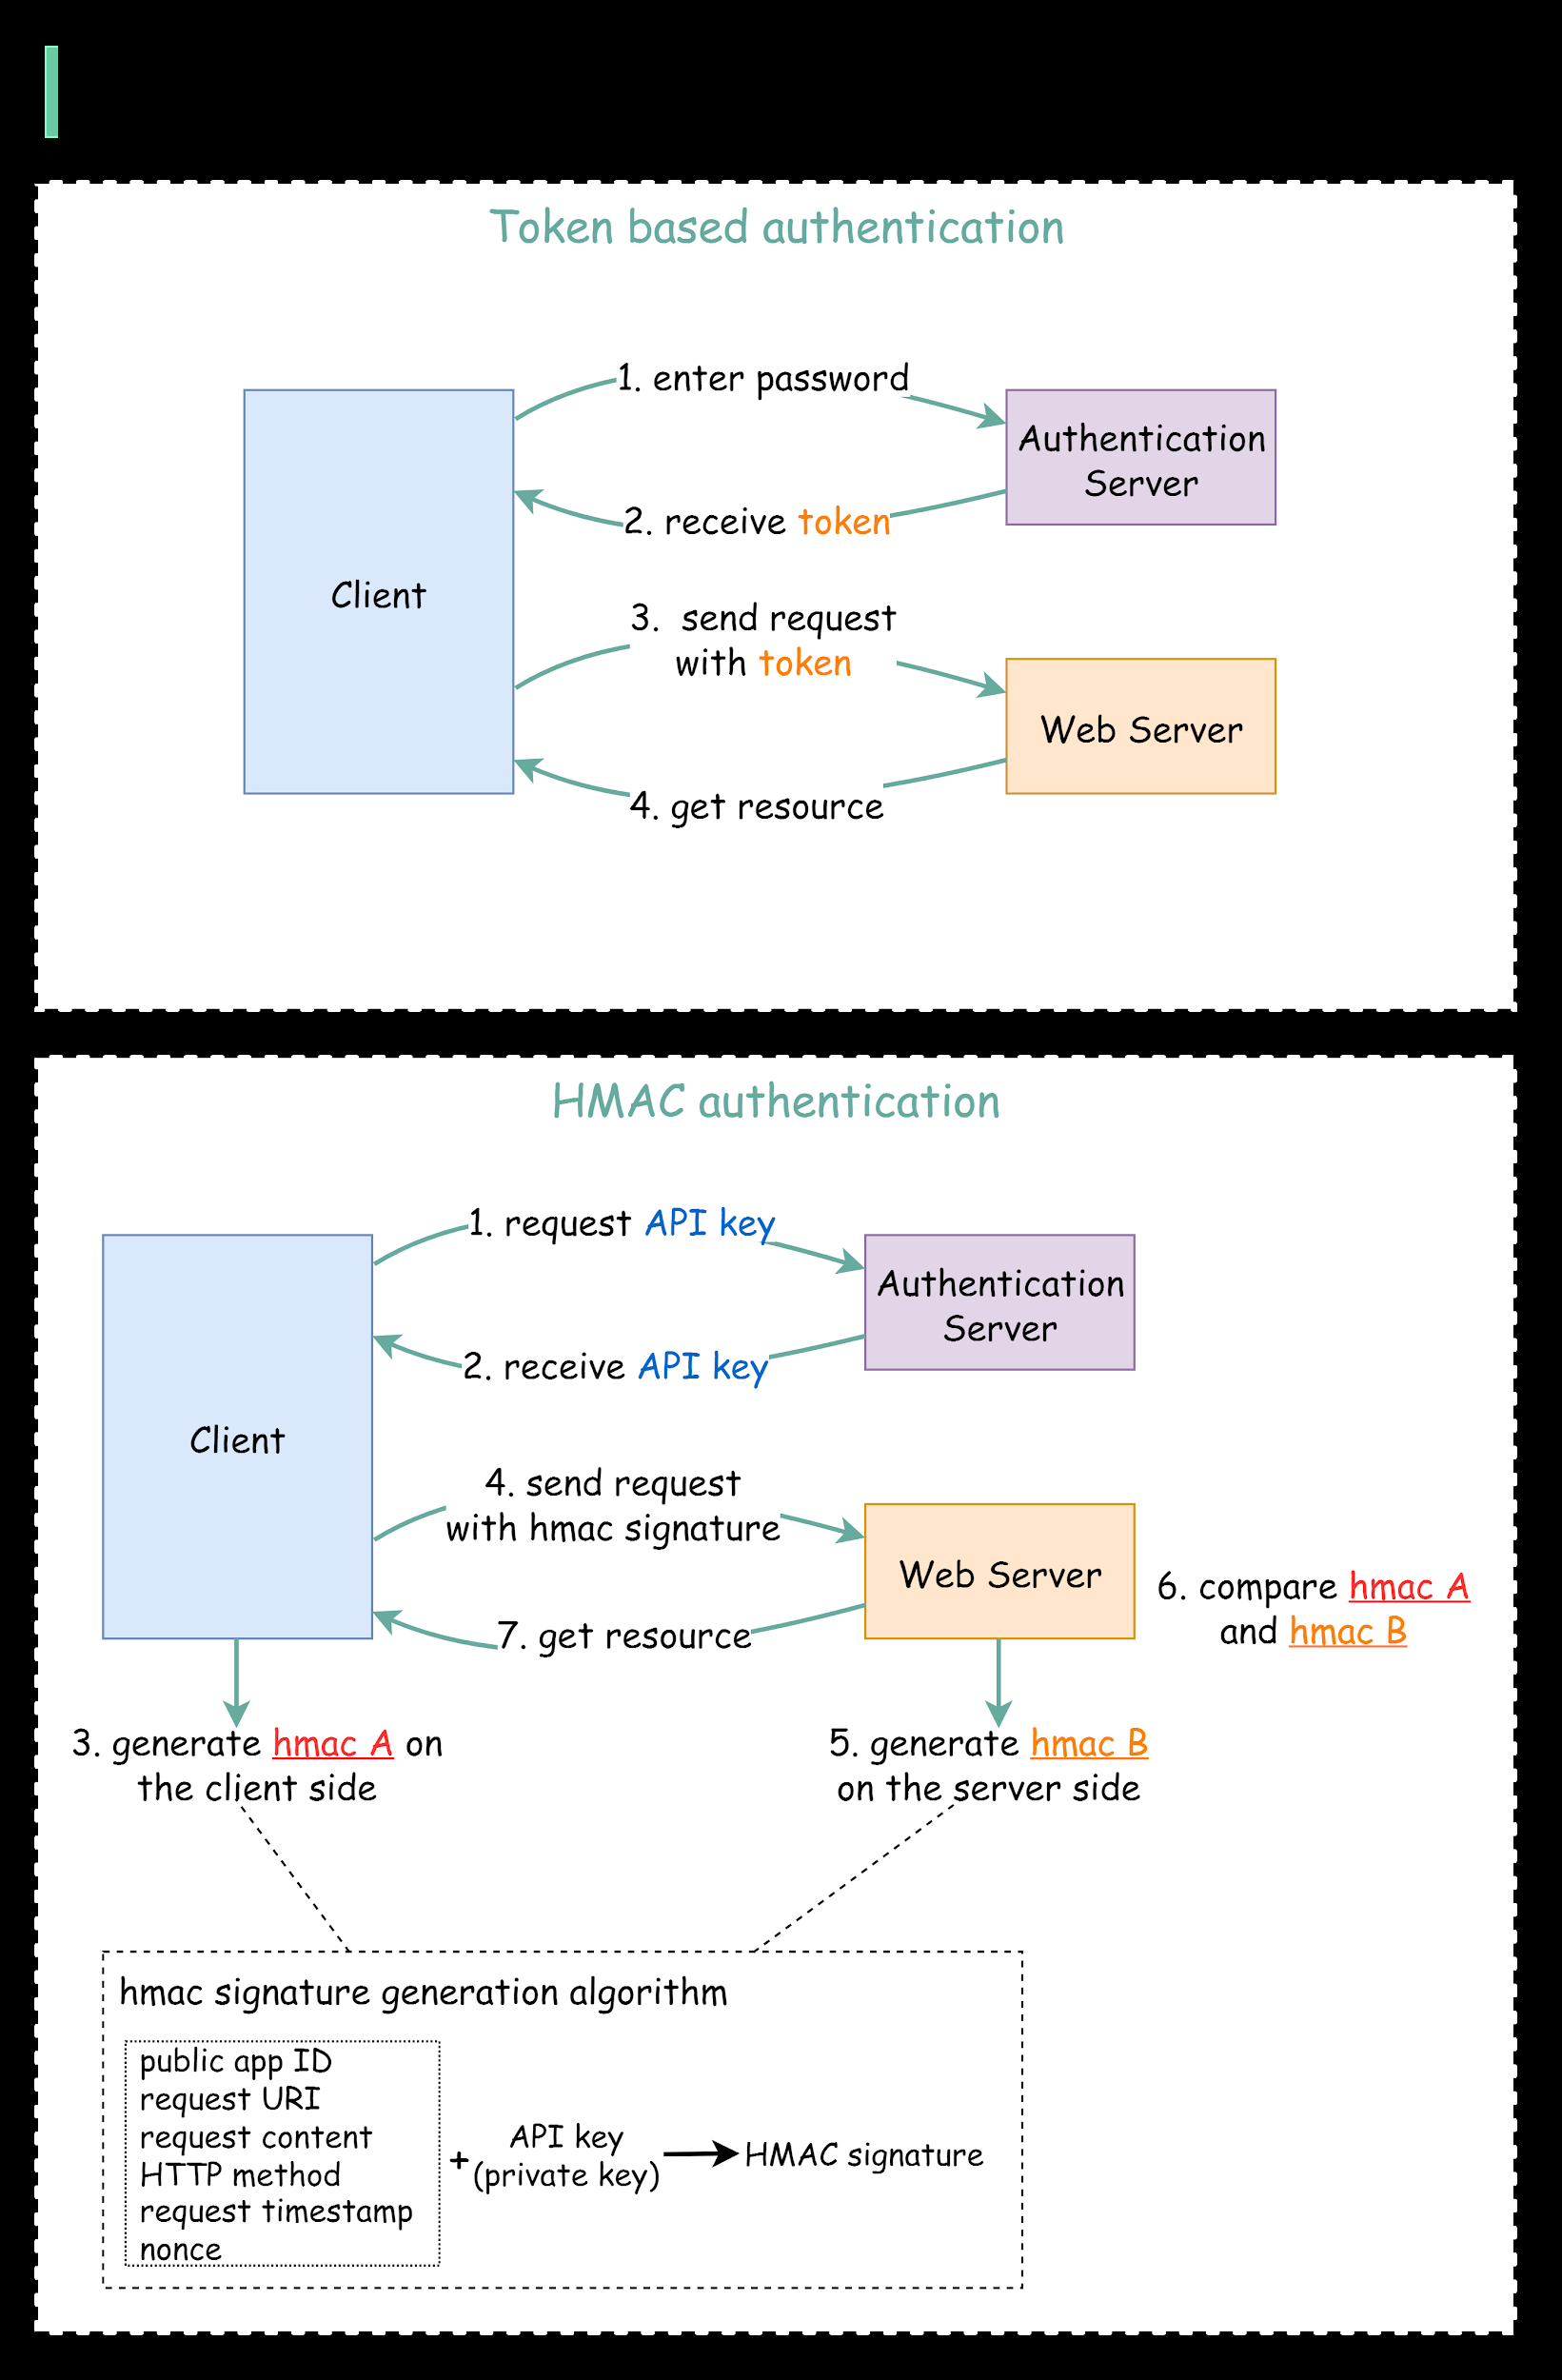 Token based authentication
1. enter password
Authentication
Server
2. receive token
Client
3. send request
with token
Web Server
4. get resource
HMAC authentication
1. request API key
Authentication
Server
2. receive API key
Client
4. send request
with hmac signature
Web Server
6. compare hmac A
and hmac B
7. get resource
3. generate hmac A on
the client side
5. generate hmac B
on the server side
hmac signature generation algorithm
public app ID
request URI
request content
HTTP method
request timestamp
nonce
+
API key
(private key)
HMAC signature